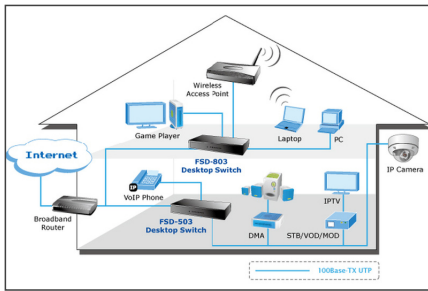 Wireless
Access Point
Game Player
Laptop
PC
FSD-803
Desktop Switch
Internet
IP Camera
IP
VoIP Phone
IPTV
Broadband
Router
FSD-503
Desktop Switch
DMA
STB/VOD/MOD
100Base-TX UTP